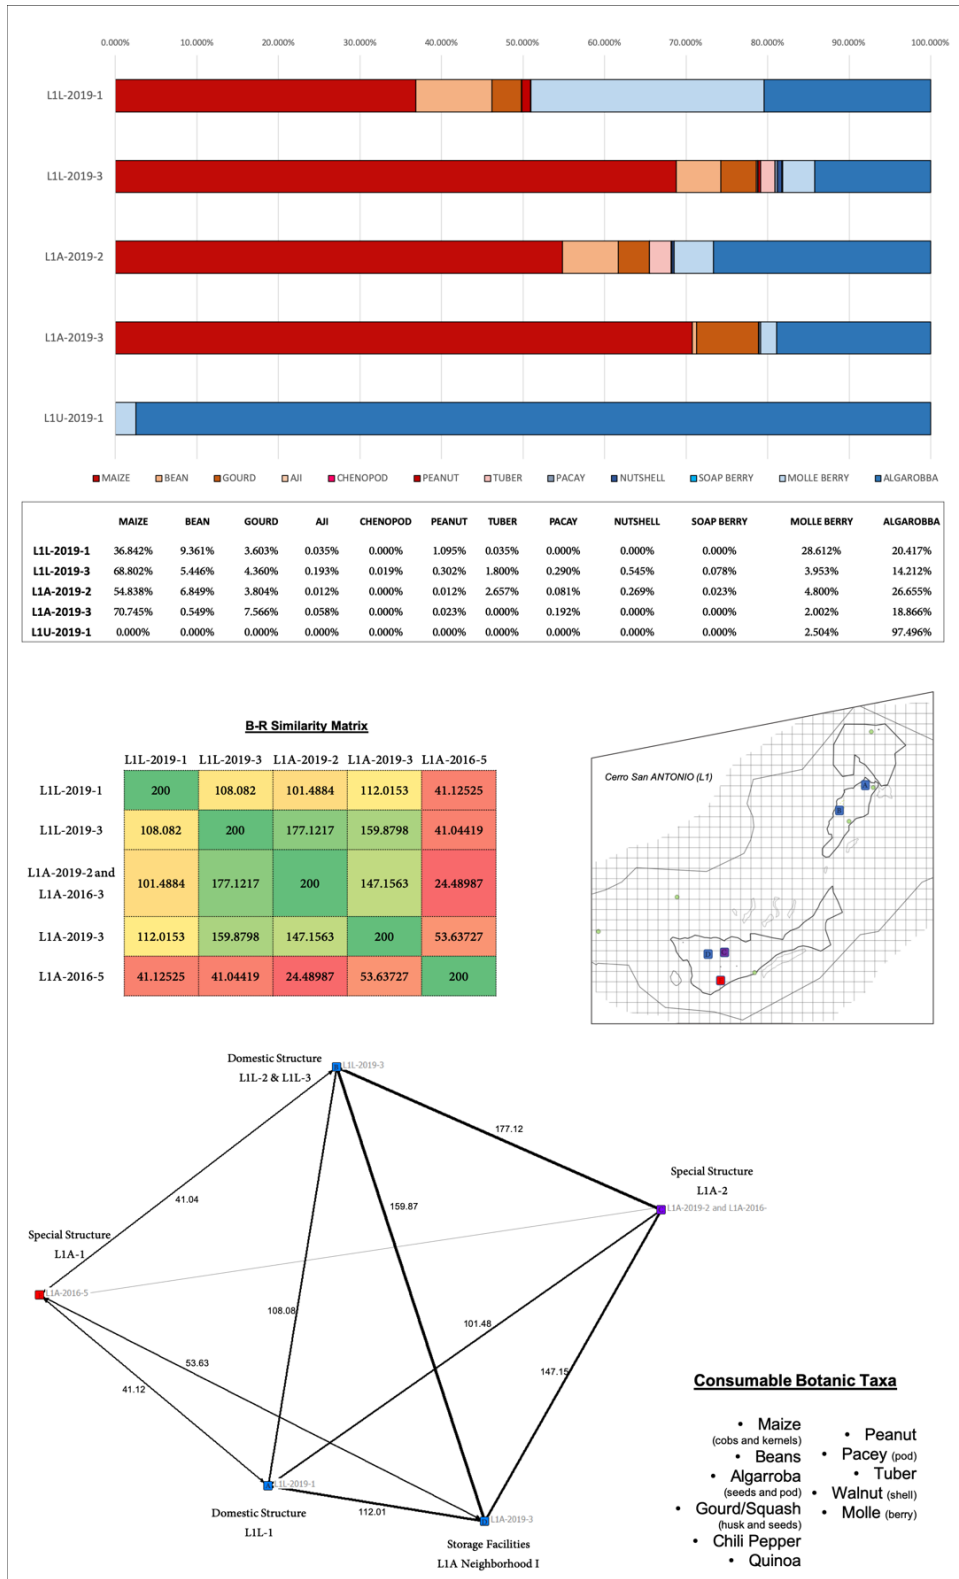 0.000% 10.000% 20.000% 30.000% 40.000% 50.000% 60.000% 70.000% 80.000% 90.000% 100.000%
L1L-2019-1
L1L-2019-3
L1A-2019-2
L1A-2019-3
L1U-2019-1
MAIZE BEAN GOURD AJI CHENOPOD PEANUT TUBER PACAY NUTSHELL SOAP BERRY MOLLE BERRY ALGAROBBA
MAIZE BEAN GOURD AJI CHENOPOD PEANUT TUBER PACAY NUTSHELL SOAP BERRY MOLLE BERRY ALGAROBBA
L1L-2019-1 36.842% 9.361% 3.603% 0.035% 0.000% 1.095% 0.035% 0.000% 0.000% 0.000% 28.612% 20.417%
L1L-2019-3 68.802% 5.446% 4.360% 0.193% 0.019% 0.302% 1.800% 0.290% 0.545% 0.078% 3.953% 14.212%
L1A-2019-2 54.838% 6.849% 3.804% 0.012% 0.000% 0.012% 2.657% 0.081% 0.269% 0.023% 4.800% 26.655%
L1A-2019-3 70.745% 0.549% 7.566% 0.058% 0.000% 0.023% 0.000% 0.192% 0.000% 0.000% 2.002% 18.866%
L1U-2019-1 0.000% 0.000% 0.000% 0.000% 0.000% 0.000% 0.000% 0.000% 0.000% 0.000% 2.504% 97.496%
B-R Similarity Matrix
L1L-2019-1 L1L-2019-3 L1A-2019-2 L1A-2019-3 L1A-2016-5
L1L-2019-1 200 108.082 101.4884 112.0153 41.12525
L1L-2019-3 108.082 200 177.1217 159.8798 41.04419
L1A-2019-2 and
L1A-2016-3 101.4884 177.1217 200 147.1563 24.48987
L1A-2019-3 112.0153 159.8798 147.1563 200 53.63727
L1A-2016-5 41.12525 41.04419 24.48987 53.63727 200
Cerro San ANTONIO (L1)
Domestic Structure
L1L-2 & L1L-3
L1L-2019-3
177.12
Special Structure
L1A-2
L1A-2019-2 and L1A-2016-
41.04
159.87
Special Structure
L1A-1
L1A-2016-5
108.08
101.48
53.63
147.15
41.12
L1L-2019-1
112.01
Domestic Structure
L1L-1
L1A-2019-3
Storage Facilities
L1A Neighborhood I
Consumable Botanic Taxa
• Maize
(cobs and kernels)
• Beans
• Algarroba
(seeds and pod)
• Gourd/Squash
(husk and seeds)
• Chili Pepper
• Quinoa
• Peanut
• Pacey (pod)
• Tuber
• Walnut (shell)
• Molle (berry)